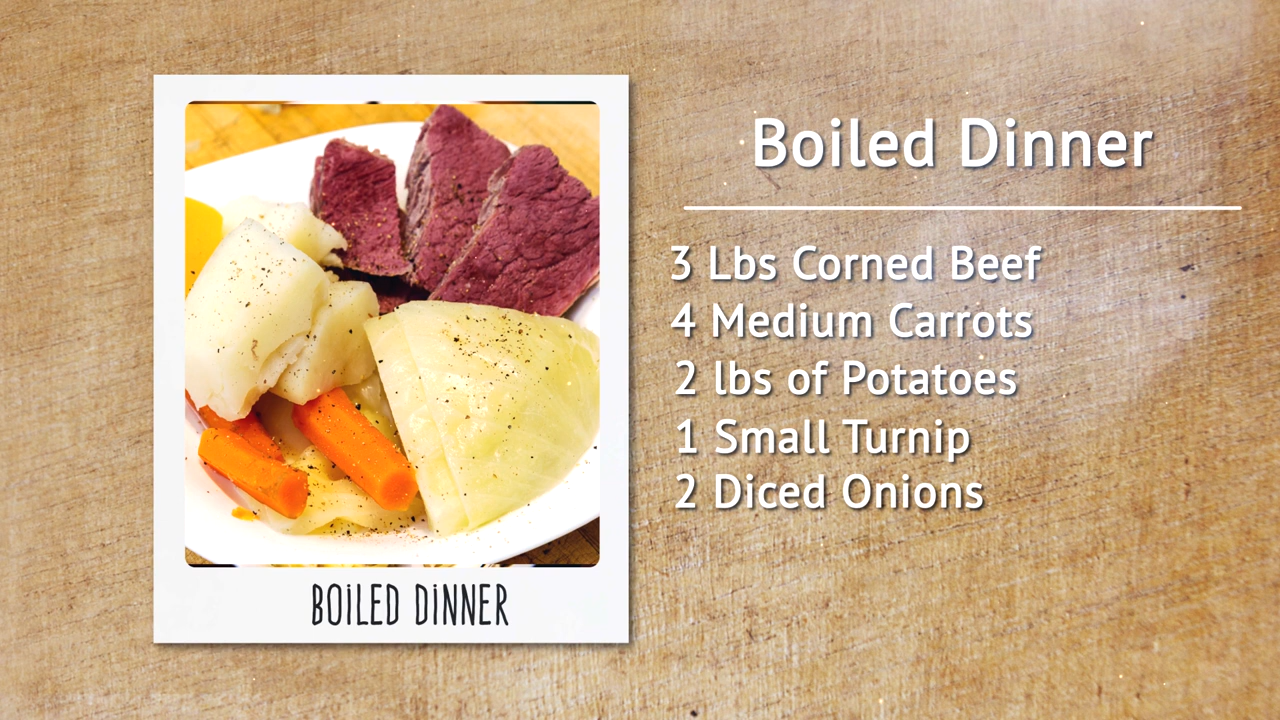 Boiled Dinner
3 Lbs Corned Beef
4 Medium Carrots
2 lbs of Potatoes
1 Small Turnip
2 Diced Onions
BOiLED DiNNER